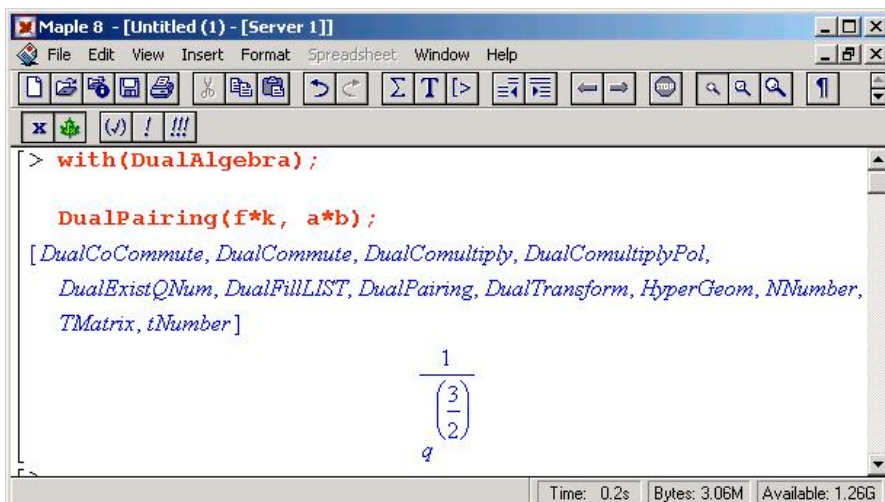 Maple 8 - [Untitled (1) - [Server 1]]
File Edit View Insert Format Spreadsheet Window Help
Σ T [> STOP ¶
x (√) ! !!!
[> with(DualAlgebra);
DualPairing(f*k, a*b);
[DualCoCommute, DualCommute, DualComultiply, DualComultiplyPol,
DualExistQNum, DualFillLIST, DualPairing, DualTransform, HyperGeom, NNumber,
TMatrix, tNumber]
1
(3/2)
q
[>
Time: 0.2s Bytes: 3.06M Available: 1.26G